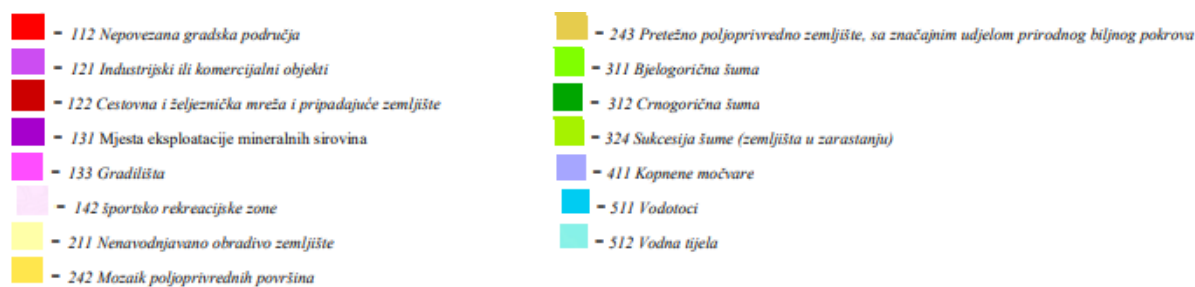 - 112 Nepovezana gradska područja
- 121 Industrijski ili komercijalni objekti
- 122 Cestovna i željeznička mreža i pripadajuće zemljište
- 131 Mjesta eksploatacije mineralnih sirovina
- 133 Gradilišta
- 142 športsko rekreacijske zone
- 211 Nenavodnjavano obradivo zemljište
- 242 Mozaik poljoprivrednih površina
- 243 Pretežno poljoprivredno zemljište, sa značajnim udjelom prirodnog biljnog pokrova
- 311 Bjelogorična šuma
- 312 Crnogorična šuma
- 324 Sukcesija šume (zemljišta u zarastanju)
- 411 Kopnene močvare
- 511 Vodotoci
- 512 Vodna tijela